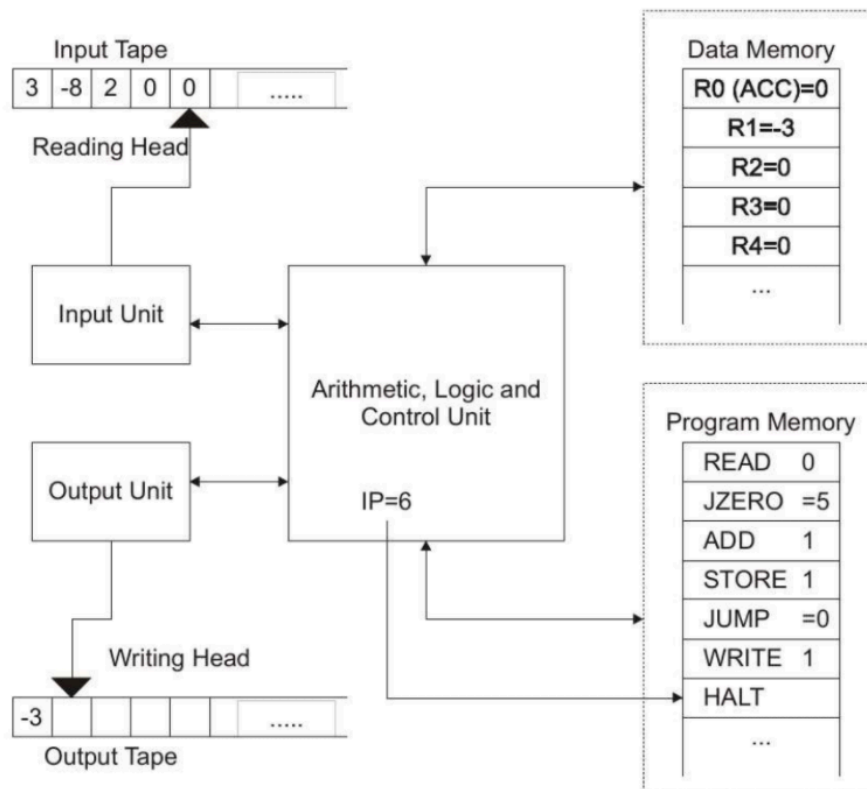 Input Tape
3 -8 2 0 0 .....
Reading Head
Input Unit
Output Unit
Writing Head
-3 .....
Output Tape
Arithmetic, Logic and
Control Unit
IP=6
Data Memory
R0 (ACC)=0
R1=-3
R2=0
R3=0
R4=0
...
Program Memory
READ 0
JZERO =5
ADD 1
STORE 1
JUMP =0
WRITE 1
HALT
...